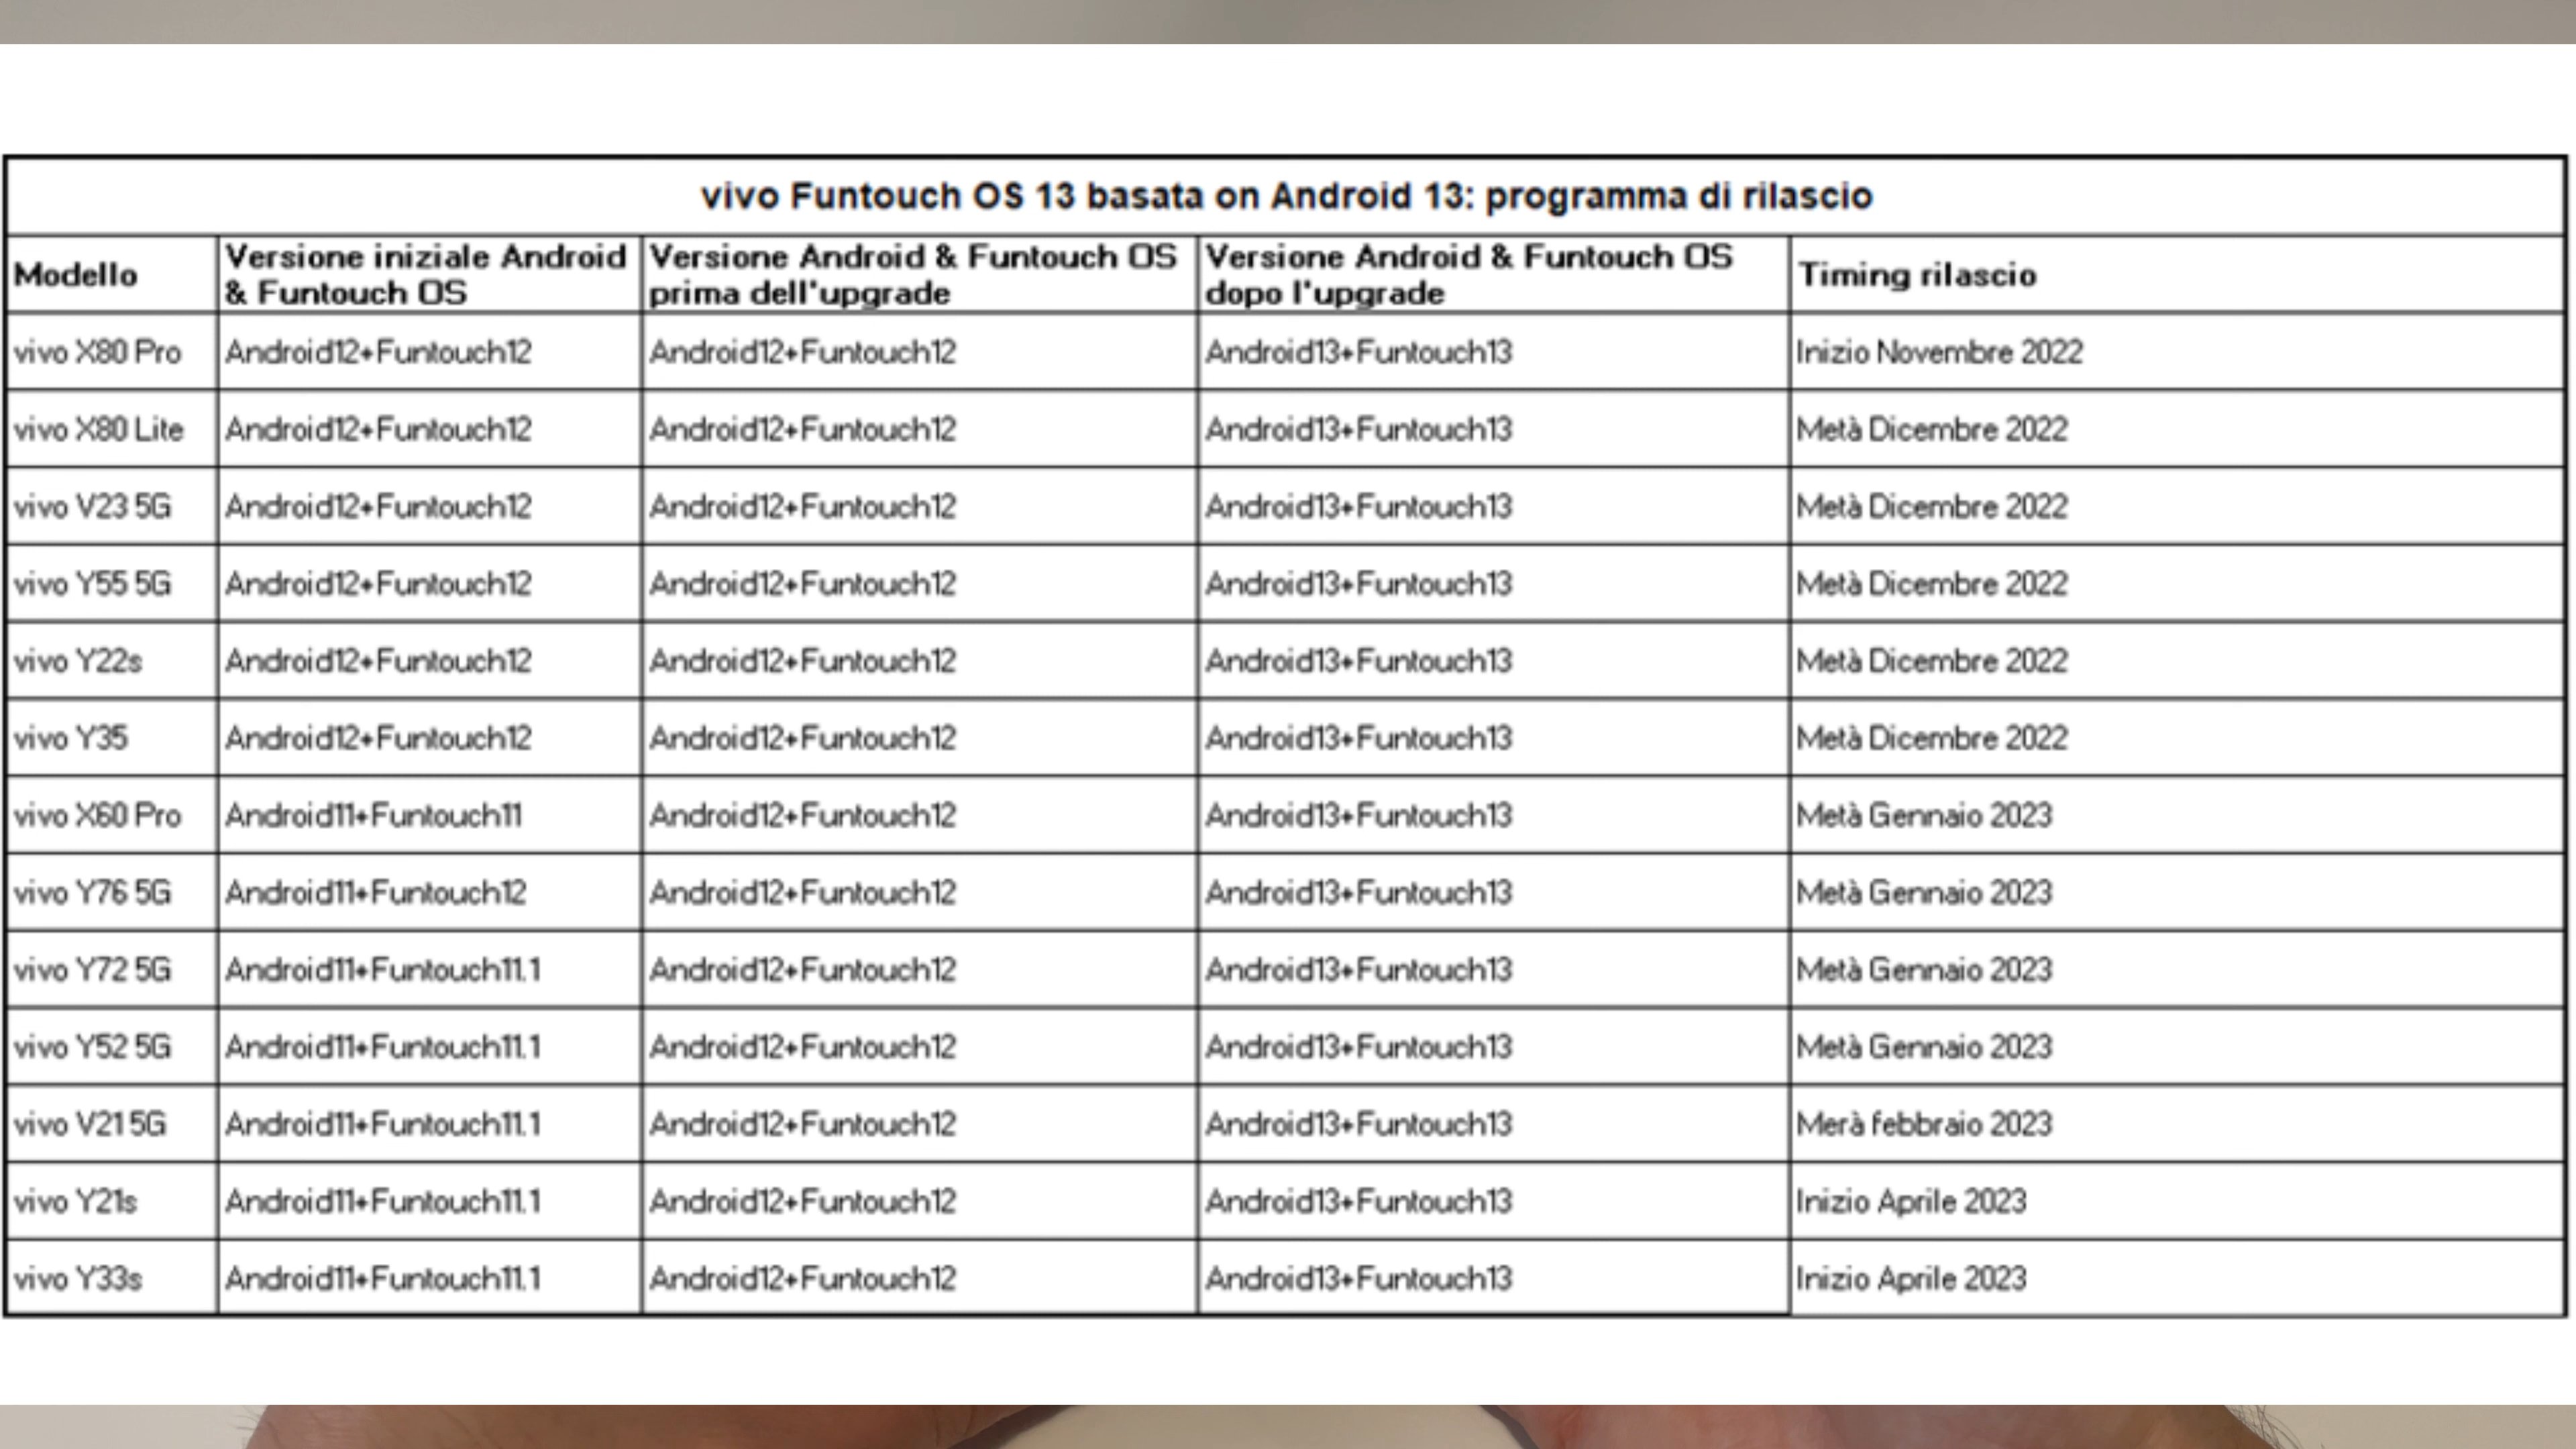 vivo Funtouch OS 13 basata on Android 13: programma di rilascio
Modello Versione iniziale Android & Funtouch OS Versione Android & Funtouch OS prima dell'upgrade Versione Android & Funtouch OS dopo l'upgrade Timing rilascio
vivo X80 Pro Android12+Funtouch12 Android12+Funtouch12 Android13+Funtouch13 Inizio Novembre 2022
vivo X80 Lite Android12+Funtouch12 Android12+Funtouch12 Android13+Funtouch13 Metà Dicembre 2022
vivo V23 5G Android12+Funtouch12 Android12+Funtouch12 Android13+Funtouch13 Metà Dicembre 2022
vivo Y55 5G Android12+Funtouch12 Android12+Funtouch12 Android13+Funtouch13 Metà Dicembre 2022
vivo Y22s Android12+Funtouch12 Android12+Funtouch12 Android13+Funtouch13 Metà Dicembre 2022
vivo Y35 Android12+Funtouch12 Android12+Funtouch12 Android13+Funtouch13 Metà Dicembre 2022
vivo X60 Pro Android11+Funtouch11 Android12+Funtouch12 Android13+Funtouch13 Metà Gennaio 2023
vivo Y76 5G Android11+Funtouch12 Android12+Funtouch12 Android13+Funtouch13 Metà Gennaio 2023
vivo Y72 5G Android11+Funtouch11.1 Android12+Funtouch12 Android13+Funtouch13 Metà Gennaio 2023
vivo Y52 5G Android11+Funtouch11.1 Android12+Funtouch12 Android13+Funtouch13 Metà Gennaio 2023
vivo V21 5G Android11+Funtouch11.1 Android12+Funtouch12 Android13+Funtouch13 Merà febbraio 2023
vivo Y21s Android11+Funtouch11.1 Android12+Funtouch12 Android13+Funtouch13 Inizio Aprile 2023
vivo Y33s Android11+Funtouch11.1 Android12+Funtouch12 Android13+Funtouch13 Inizio Aprile 2023